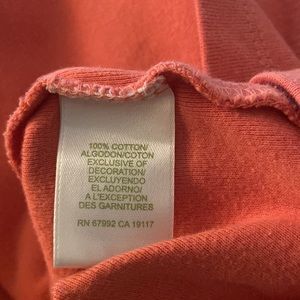 100% COTTON/
ALGODON/COTON
EXCLUSIVE OF
DECORATION/
EXCLUYENDO
EL ADORNO/
A L'EXCEPTION
DES GARNITURES
RN 67992 CA 19117